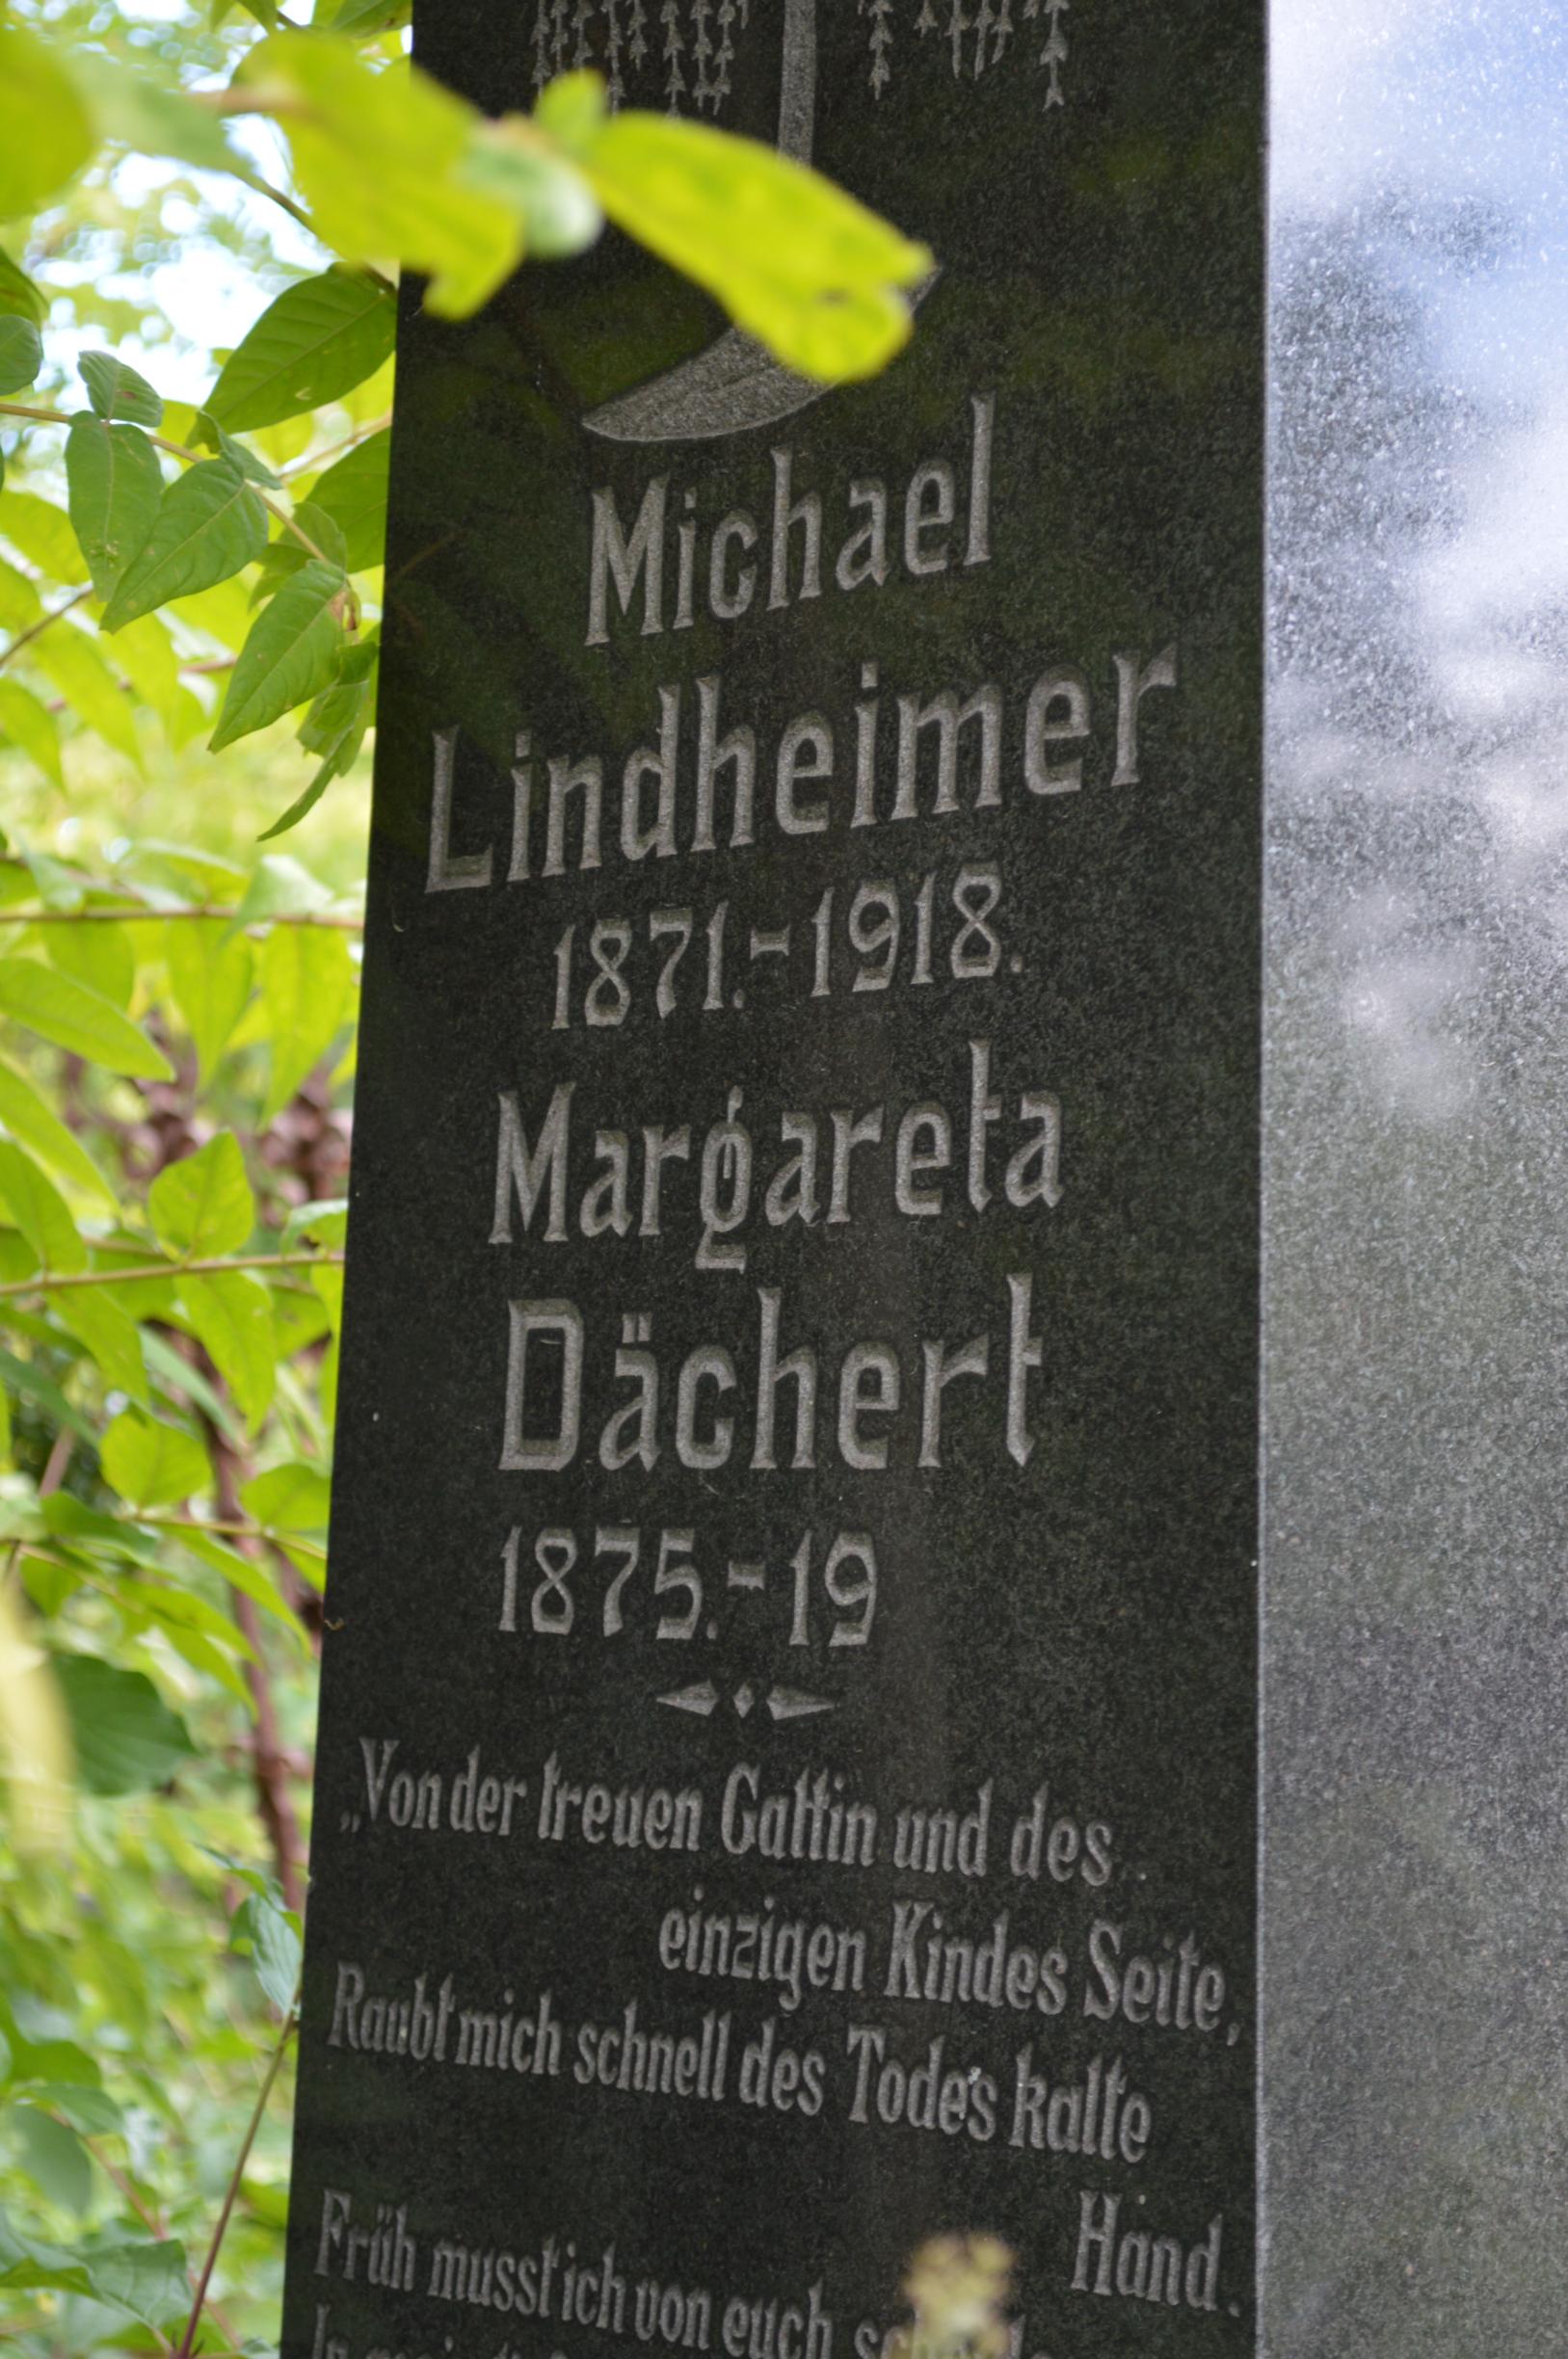 Michael
Lindheimer
1871.-1918.
Margareta
Dächert
1875.-19
„Von der treuen Gattin und des
einzigen Kindes Seite,
Raubt mich schnell des Todes kalte
Hand.
Früh musst ich von euch